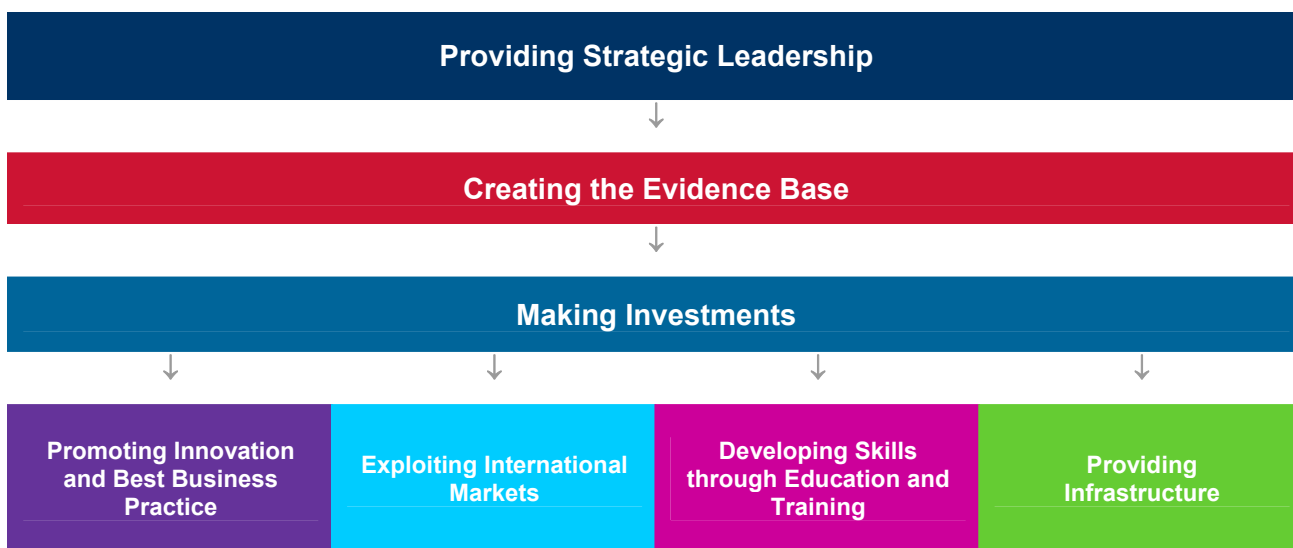 Providing Strategic Leadership
↓
Creating the Evidence Base
↓
Making Investments
↓ ↓ ↓ ↓
Promoting Innovation
and Best Business
Practice
Exploiting International
Markets
Developing Skills
through Education and
Training
Providing
Infrastructure